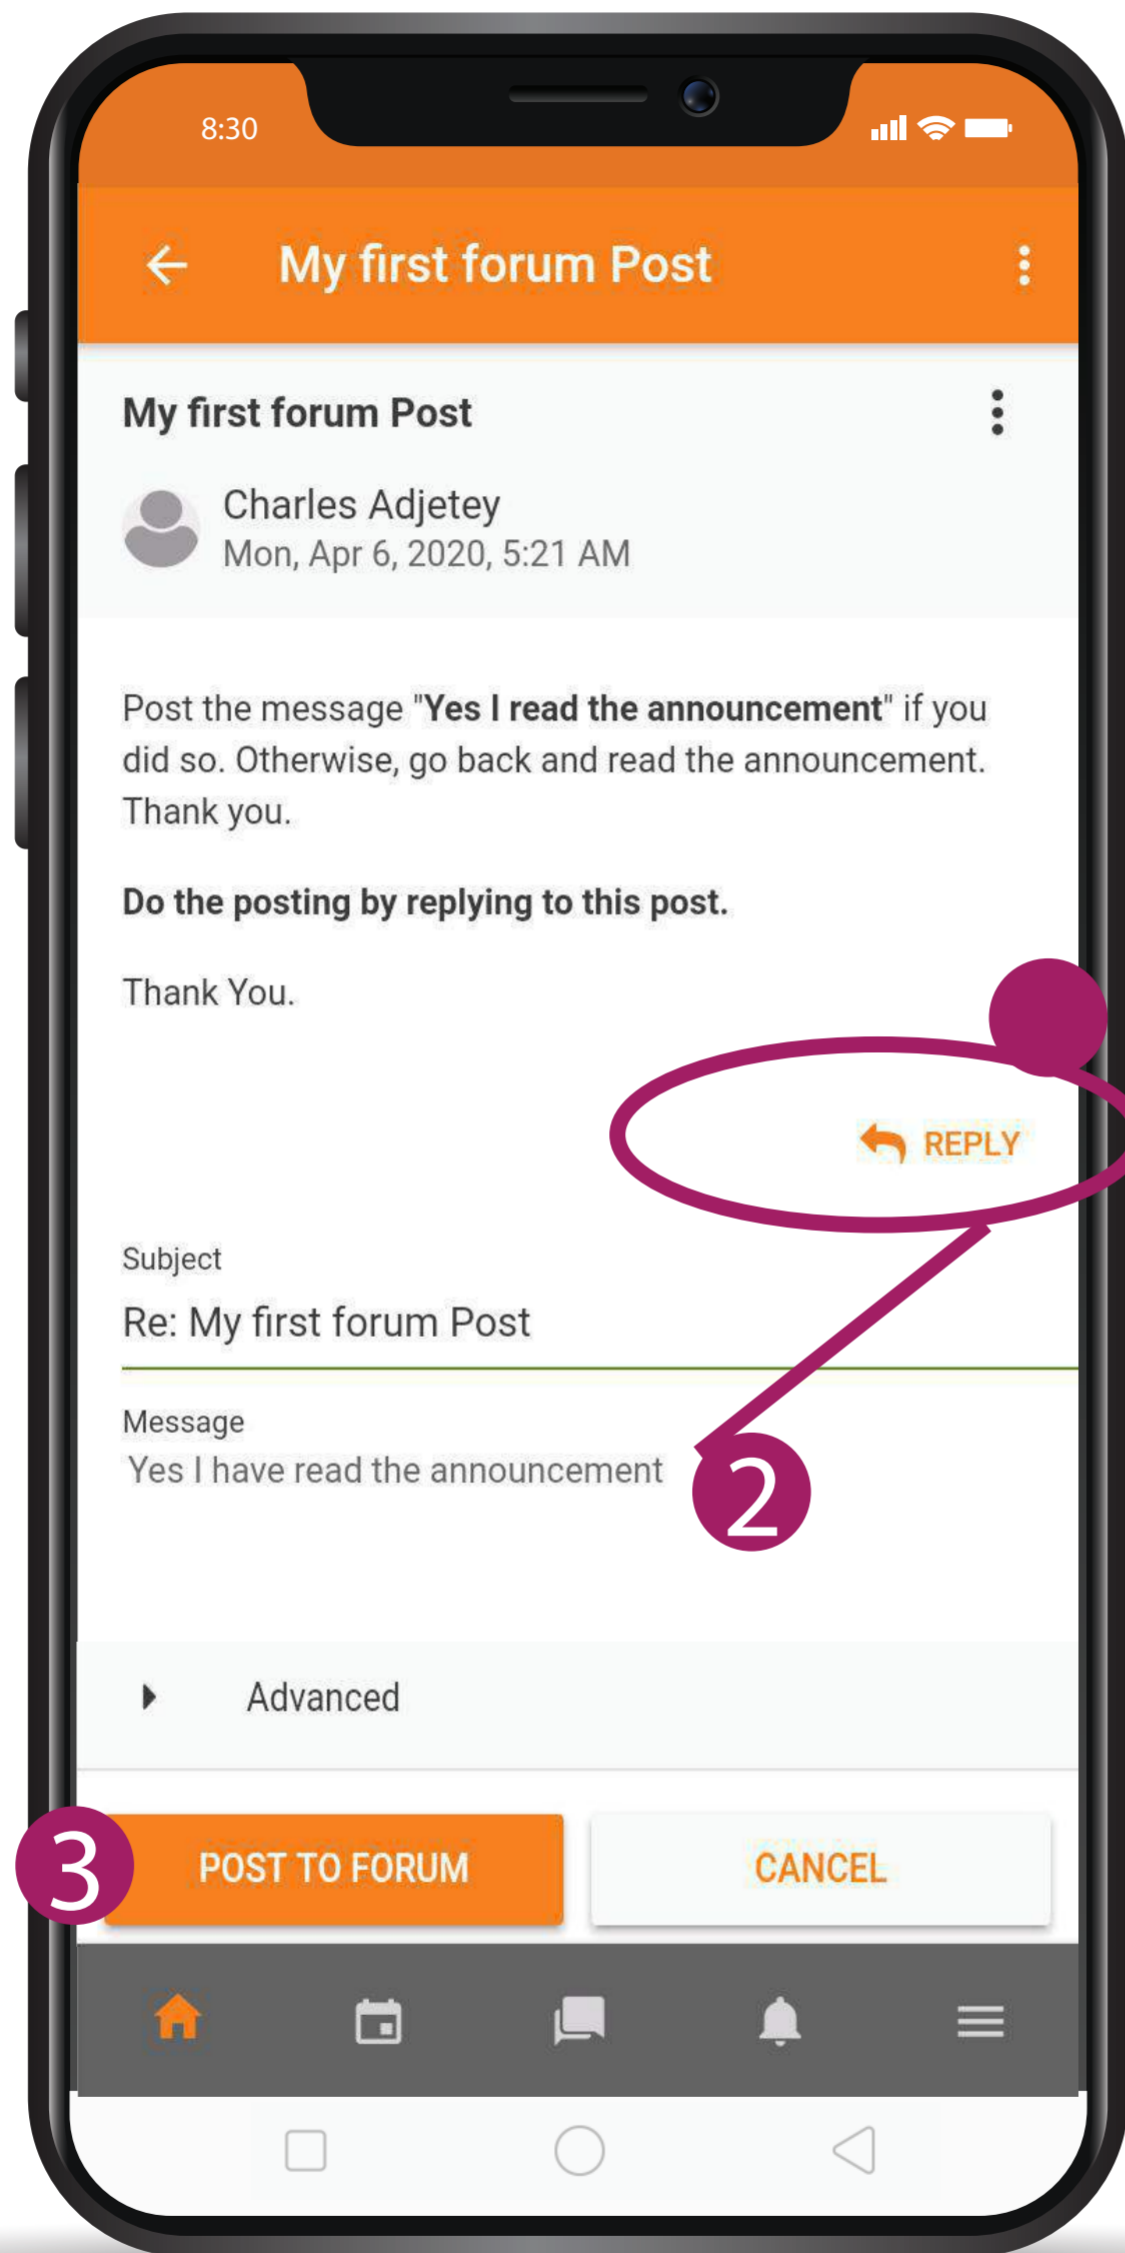 8:30
My first forum Post
My first forum Post
Charles Adjetey
Mon, Apr 6, 2020, 5:21 AM
Post the message "Yes I read the announcement" if you
did so. Otherwise, go back and read the announcement.
Thank you.
Do the posting by replying to this post.
Thank You.
REPLY
Subject
Re: My first forum Post
Message
Yes I have read the announcement
2
Advanced
3
POST TO FORUM
CANCEL